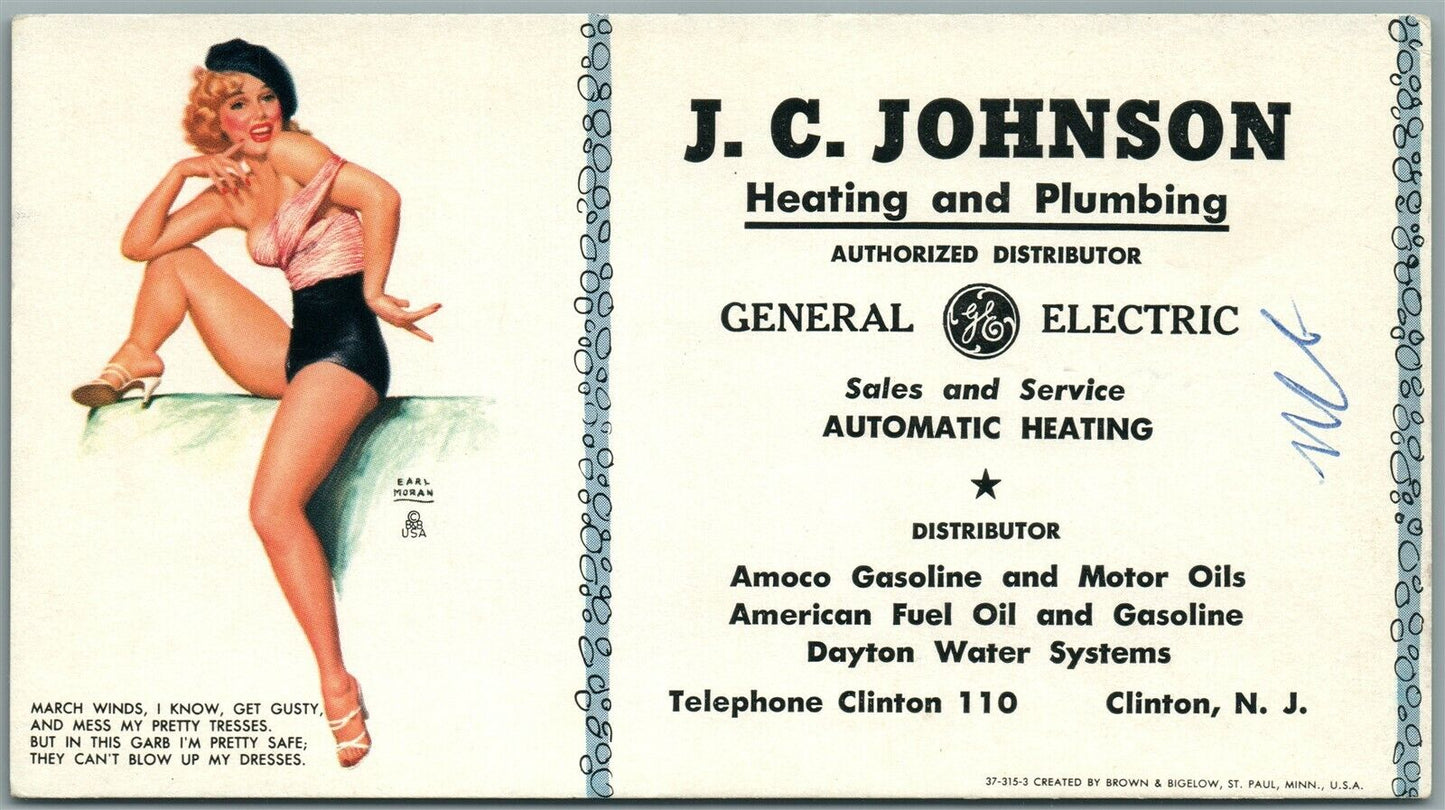 EARL
MORAN
©
B&B
USA
MARCH WINDS, I KNOW, GET GUSTY,
AND MESS MY PRETTY TRESSES.
BUT IN THIS GARB I'M PRETTY SAFE;
THEY CAN'T BLOW UP MY DRESSES.
J. C. JOHNSON
Heating and Plumbing
AUTHORIZED DISTRIBUTOR
GENERAL GE ELECTRIC
Sales and Service
AUTOMATIC HEATING
DISTRIBUTOR
Amoco Gasoline and Motor Oils
American Fuel Oil and Gasoline
Dayton Water Systems
Telephone Clinton 110 Clinton, N. J.
37-315-3 CREATED BY BROWN & BIGELOW, ST. PAUL, MINN., U.S.A.